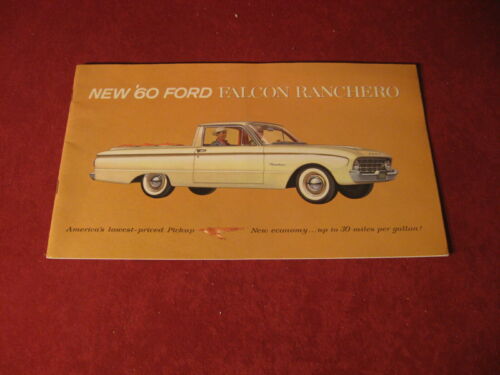 NEW '60 FORD FALCON RANCHERO
America's lowest-priced Pickup New economy...up to 30 miles per gallon!